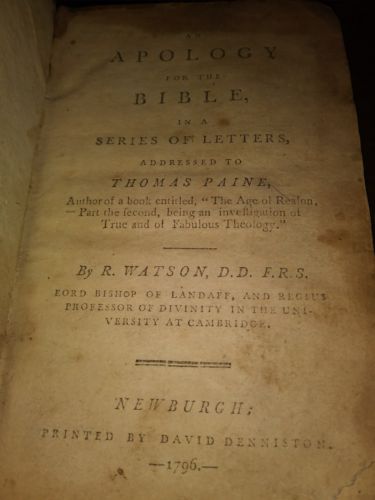 AN
APOLOGY
FOR THE
BIBLE,
IN A
SERIES OF LETTERS,
ADDRESSED TO
THOMAS PAINE,
Author of a book entitled, "The Age of Reason,
—Part the second, being an investigation of
True and of Fabulous Theology."
By R. WATSON, D.D. F.R.S.
LORD BISHOP OF LANDAFF, AND REGIUS
PROFESSOR OF DIVINITY IN THE UNI-
VERSITY AT CAMBRIDGE.
NEWBURGH;
PRINTED BY DAVID DENNISTON.
—1796.—